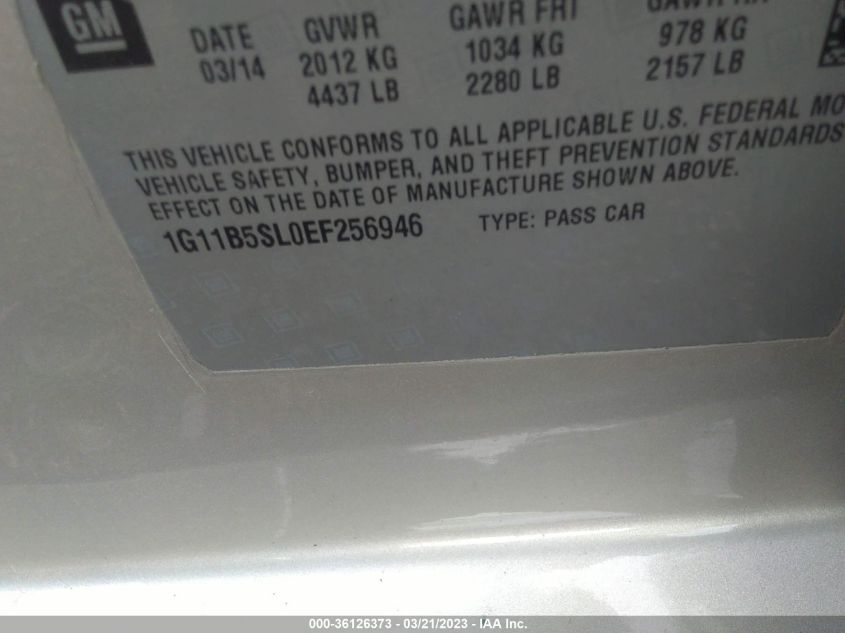 GM
DATE GVWR GAWR FRT GAWR RR
03/14 2012 KG 1034 KG 978 KG
4437 LB 2280 LB 2157 LB
THIS VEHICLE CONFORMS TO ALL APPLICABLE U.S. FEDERAL MO
VEHICLE SAFETY, BUMPER, AND THEFT PREVENTION STANDARDS
EFFECT ON THE DATE OF MANUFACTURE SHOWN ABOVE.
1G11B5SL0EF256946 TYPE: PASS CAR
000-36126373 - 03/21/2023 - IAA Inc.